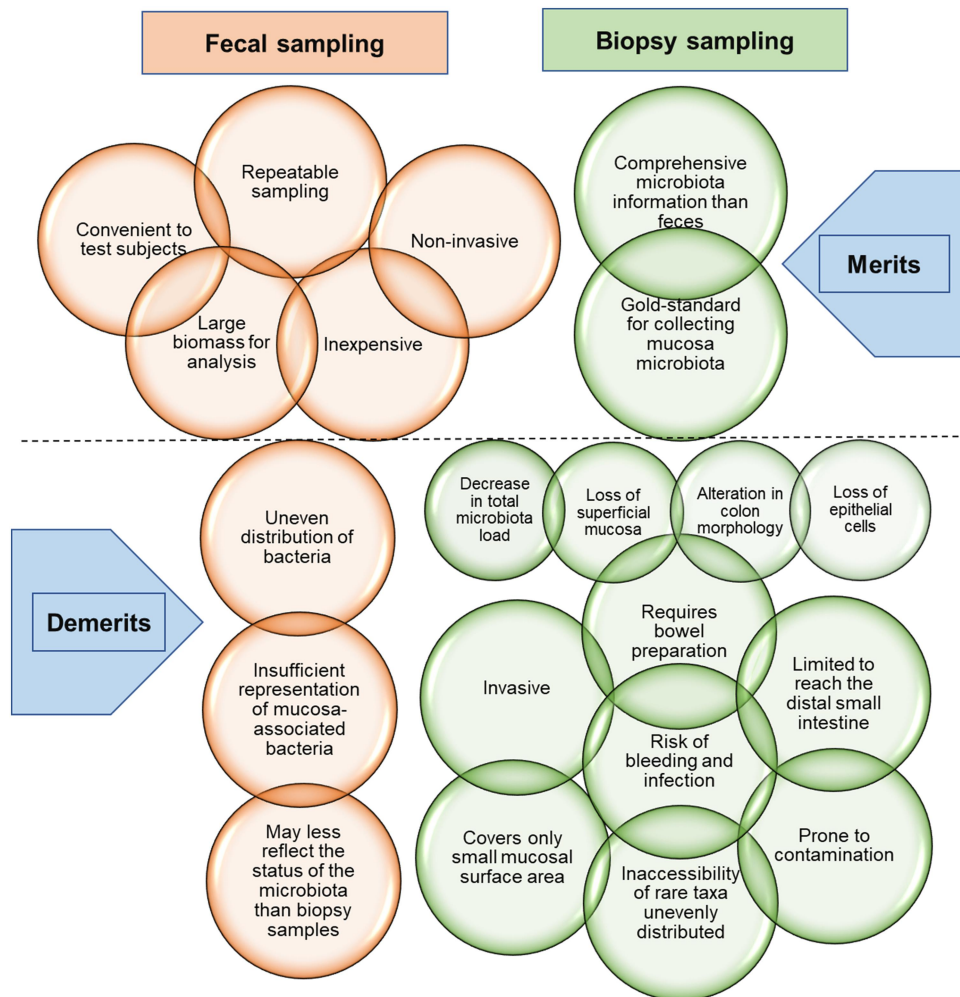 Fecal sampling
Biopsy sampling
Repeatable
sampling
Convenient to
test subjects
Non-invasive
Large
biomass for
analysis
Inexpensive
Comprehensive
microbiota
information than
feces
Gold-standard
for collecting
mucosa
microbiota
Merits
Demerits
Uneven
distribution of
bacteria
Insufficient
representation
of mucosa-
associated
bacteria
May less
reflect the
status of the
microbiota
than biopsy
samples
Decrease
in total
microbiota
load
Loss of
superficial
mucosa
Alteration in
colon
morphology
Loss of
epithelial
cells
Requires
bowel
preparation
Invasive
Limited to
reach the
distal small
intestine
Risk of
bleeding and
infection
Covers only
small mucosal
surface area
Prone to
contamination
Inaccessibility
of rare taxa
unevenly
distributed